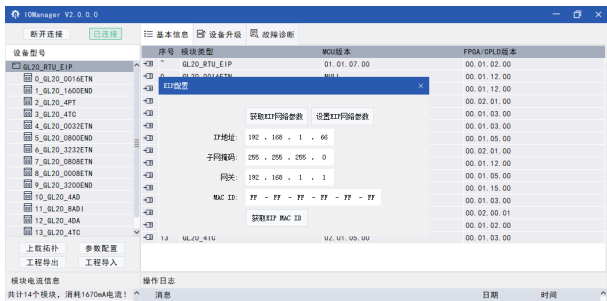 IOManager V2.0.0.0
断开连接 已连接 基本信息 设备升级 故障诊断
设备型号 序号 模块类型 MCU版本 FPGA/CPLD版本
GL20_RTU_EIP GL20_RTU_EIP 01.01.07.00 00.01.02.00
0_GL20_0016ETN 0 GL20_0016ETN NULL 00.01.12.00
1_GL20_1600END 00.01.12.00
2_GL20_4PT 00.02.01.00
3_GL20_4TC 00.01.03.00
4_GL20_0032ETN 00.01.03.00
5_GL20_0800END 00.01.05.00
6_GL20_3232ETN 00.02.01.00
7_GL20_0808ETN 00.01.12.00
8_GL20_0008ETN 00.01.05.00
9_GL20_3200END 00.01.15.00
10_GL20_4AD 00.01.03.00
11_GL20_8ADI 00.02.00.01
12_GL20_4DA 00.01.02.00
13_GL20_4TC 13 GL20_4TC 02.01.05.00 00.01.03.00
EIP配置
获取EIP网络参数 设置EIP网络参数
IP地址: 192 . 168 . 1 . 66
子网掩码: 255 . 255 . 255 . 0
网关: 192 . 168 . 1 . 1
MAC ID: FF - FF - FF - FF - FF - FF
获取EIP MAC ID
上载拓扑 参数配置
工程导出 工程导入
模块电流信息 操作日志
共计14个模块, 消耗1670mA电流! 消息 日期 时间